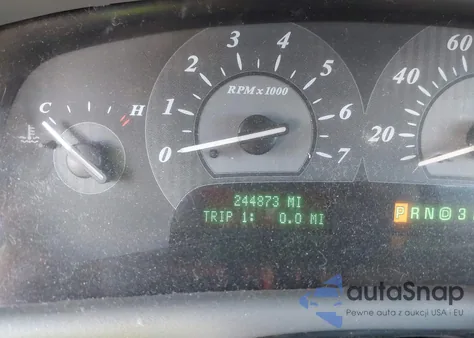 3 4
2 5
1 6
0 7
RPM x 1000
C H
60
40
20
244873 MI
TRIP 1: 0.0 MI
P R N D 3
autoSnap
Pewne auta z aukcji USA i EU